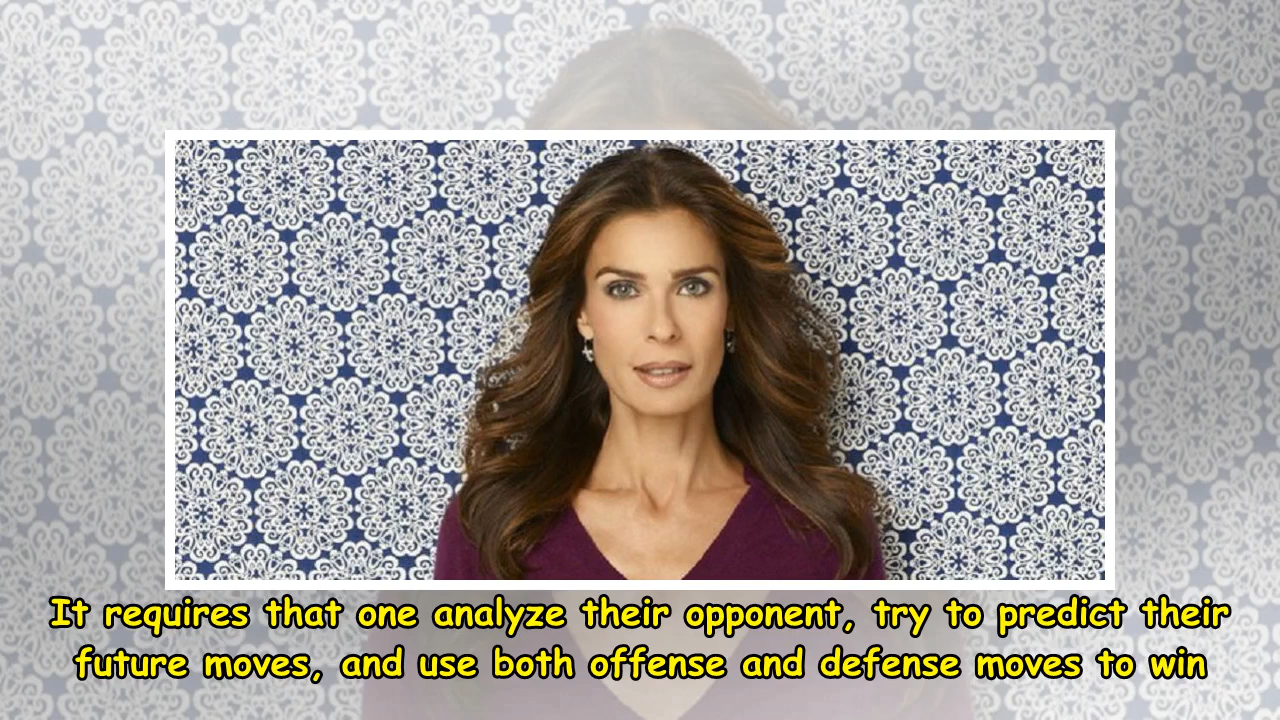 It requires that one analyze their opponent, try to predict their
future moves, and use both offense and defense moves to win